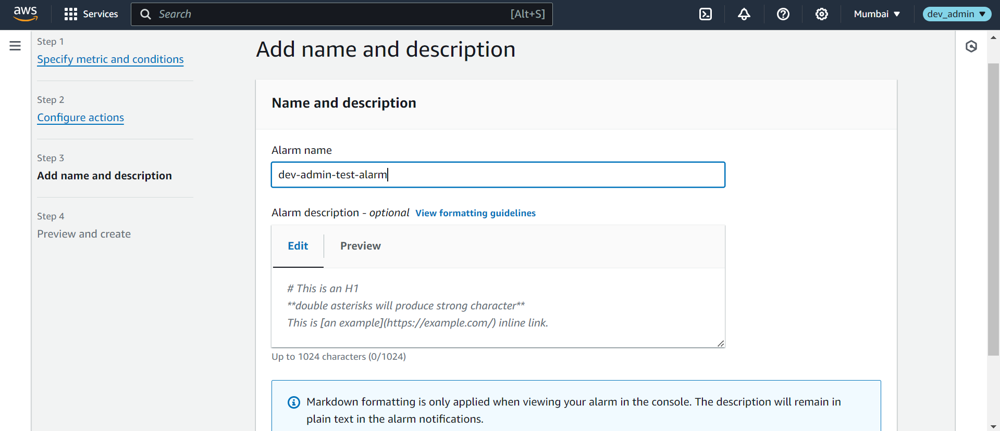 aws
Services
Search
[Alt+S]
Mumbai
dev_admin
Step 1
Specify metric and conditions
Step 2
Configure actions
Step 3
Add name and description
Step 4
Preview and create
Add name and description
Name and description
Alarm name
dev-admin-test-alarm
Alarm description - optional View formatting guidelines
Edit
Preview
# This is an H1
**double asterisks will produce strong character**
This is [an example](https://example.com/) inline link.
Up to 1024 characters (0/1024)
Markdown formatting is only applied when viewing your alarm in the console. The description will remain in
plain text in the alarm notifications.